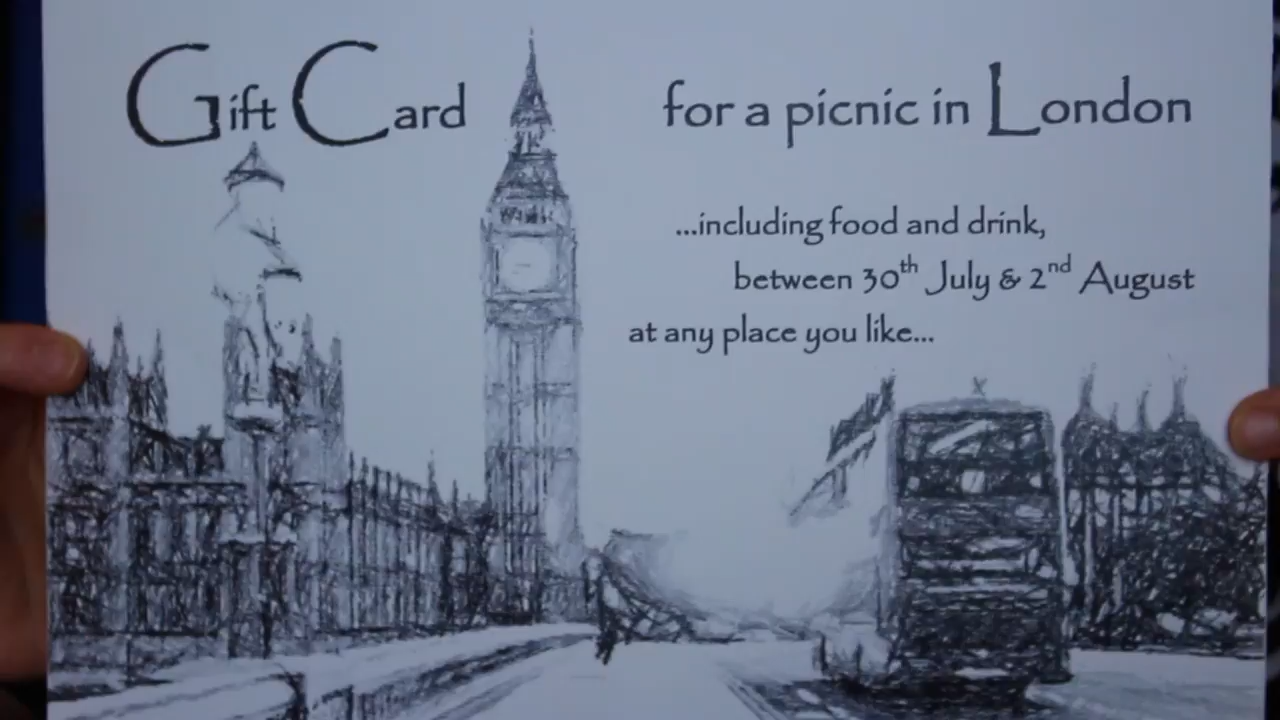 Gift Card for a picnic in London
...including food and drink,
between 30th July & 2nd August
at any place you like...